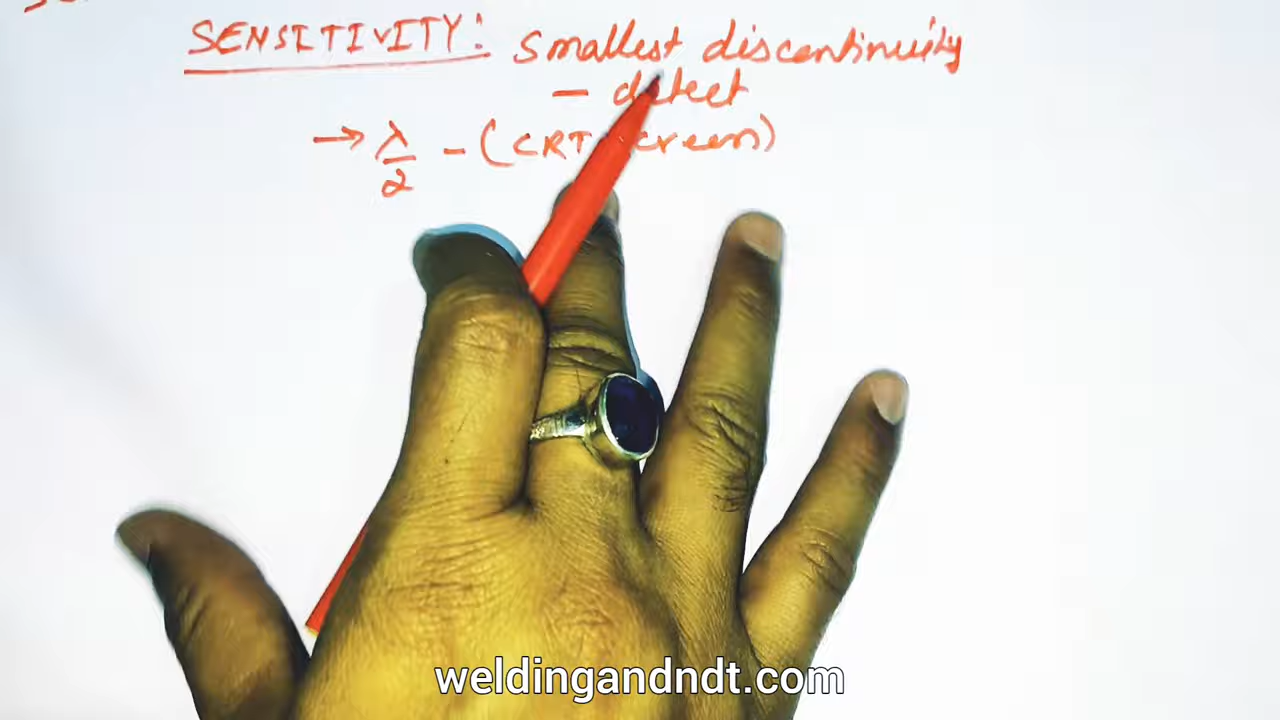 SENSITIVITY: Smallest discontinuity
- detect
→ λ/2 - (CRT Screen)
weldingandndt.com